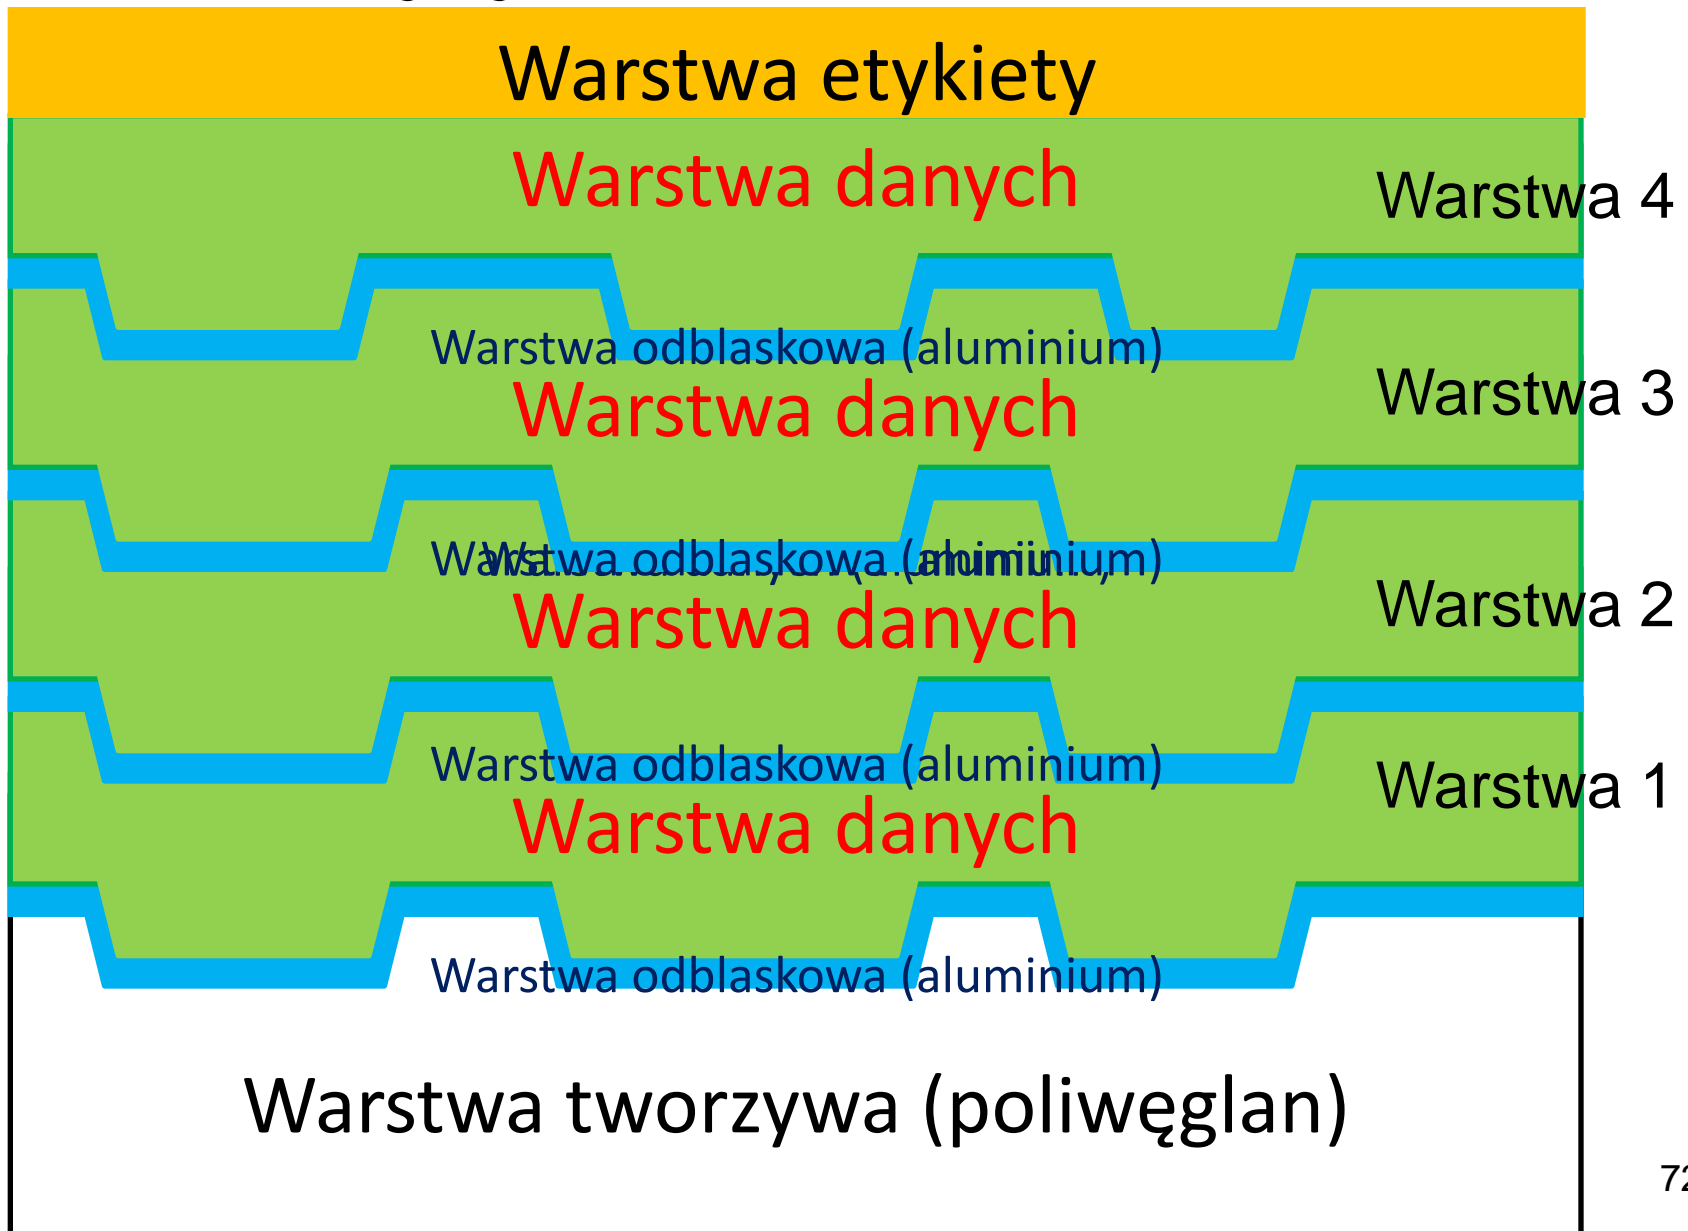 Warstwa etykiety
Warstwa danych
Warstwa 4
Warstwa odblaskowa (aluminium)
Warstwa danych
Warstwa 3
Warstwa odblaskowa (aluminium)
Warstwa danych
Warstwa 2
Warstwa odblaskowa (aluminium)
Warstwa danych
Warstwa 1
Warstwa odblaskowa (aluminium)
Warstwa tworzywa (poliwęglan)
72